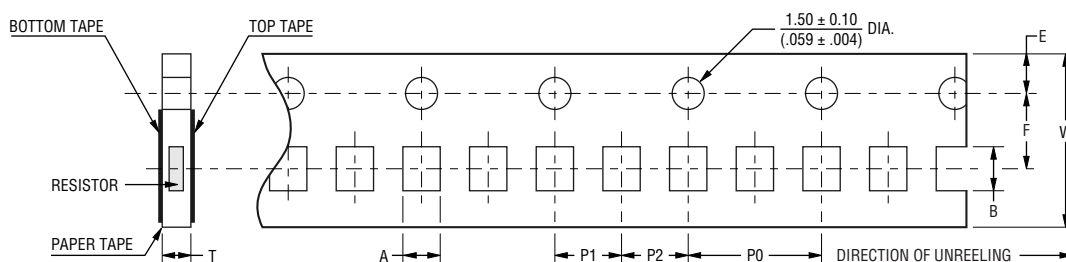 BOTTOM TAPE
TOP TAPE
1.50 ± 0.10
(.059 ± .004)
DIA.
E
F
W
RESISTOR
B
PAPER TAPE
T
A
P1
P2
P0
DIRECTION OF UNREELING